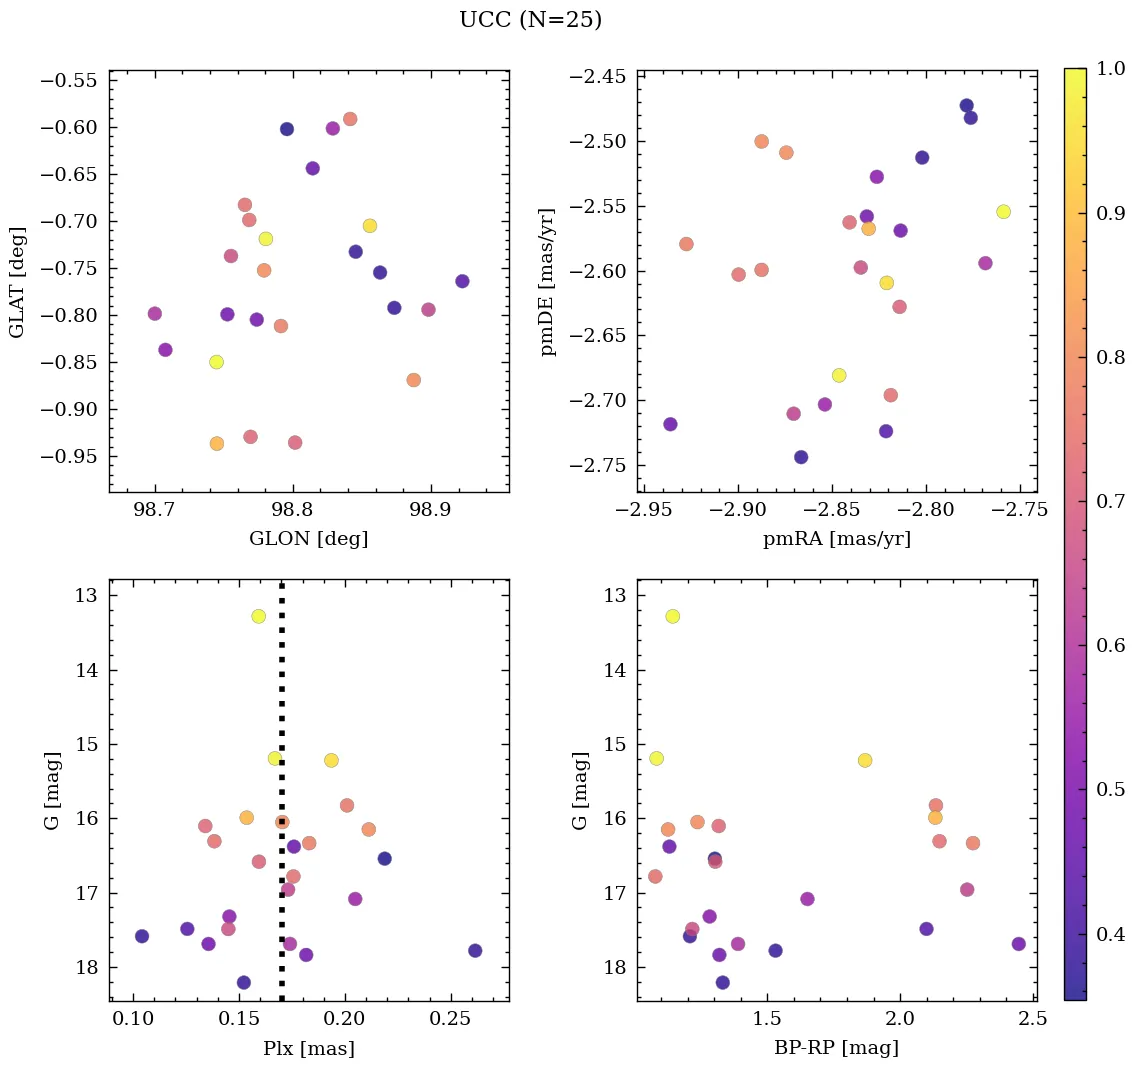 UCC (N=25)
−0.55
−0.60
−0.65
−0.70
−0.75
−0.80
−0.85
−0.90
−0.95
GLAT [deg]
98.7 98.8 98.9
GLON [deg]
−2.45
−2.50
−2.55
−2.60
−2.65
−2.70
−2.75
pmDE [mas/yr]
−2.95 −2.90 −2.85 −2.80 −2.75
pmRA [mas/yr]
13
14
15
16
17
18
G [mag]
0.10 0.15 0.20 0.25
Plx [mas]
13
14
15
16
17
18
G [mag]
1.5 2.0 2.5
BP-RP [mag]
1.0
0.9
0.8
0.7
0.6
0.5
0.4